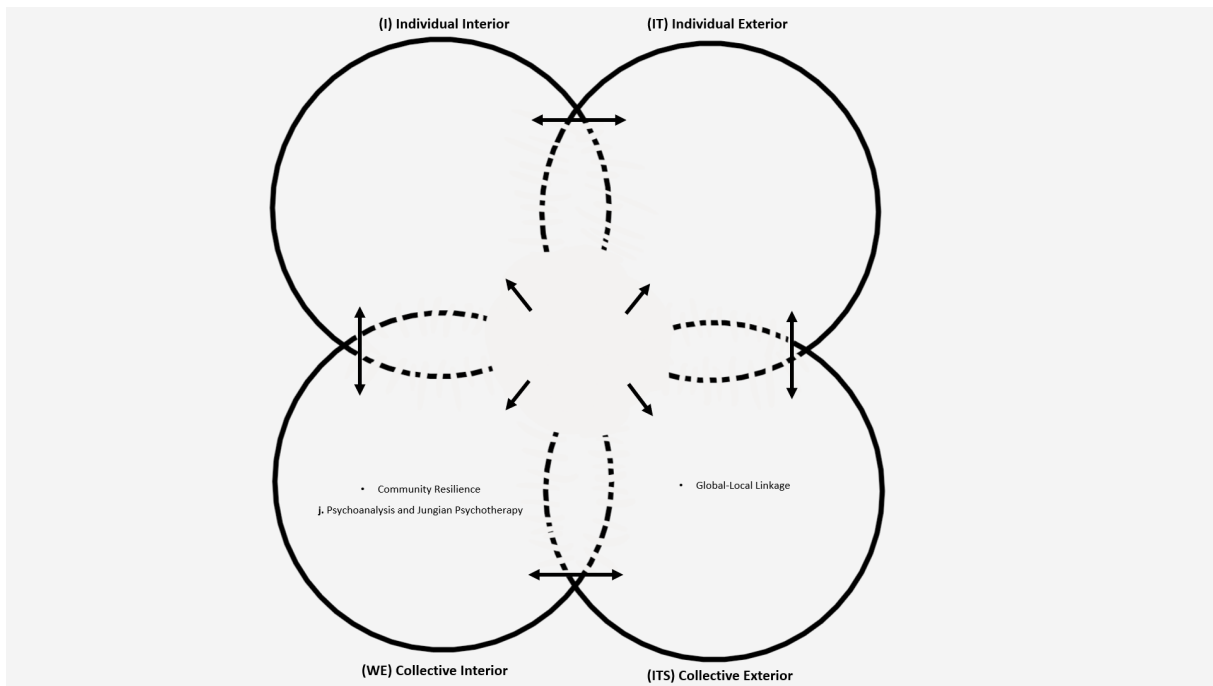 (I) Individual Interior
(IT) Individual Exterior
• Community Resilience
j. Psychoanalysis and Jungian Psychotherapy
• Global-Local Linkage
(WE) Collective Interior
(ITS) Collective Exterior